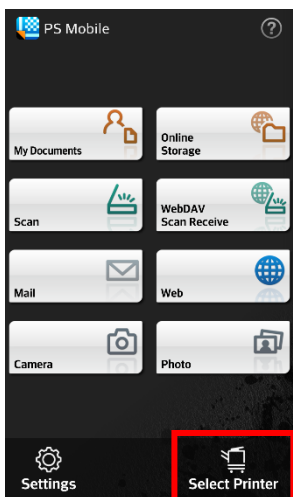 PS Mobile
?
My Documents
Online
Storage
Scan
WebDAV
Scan Receive
Mail
Web
Camera
Photo
Settings
Select Printer